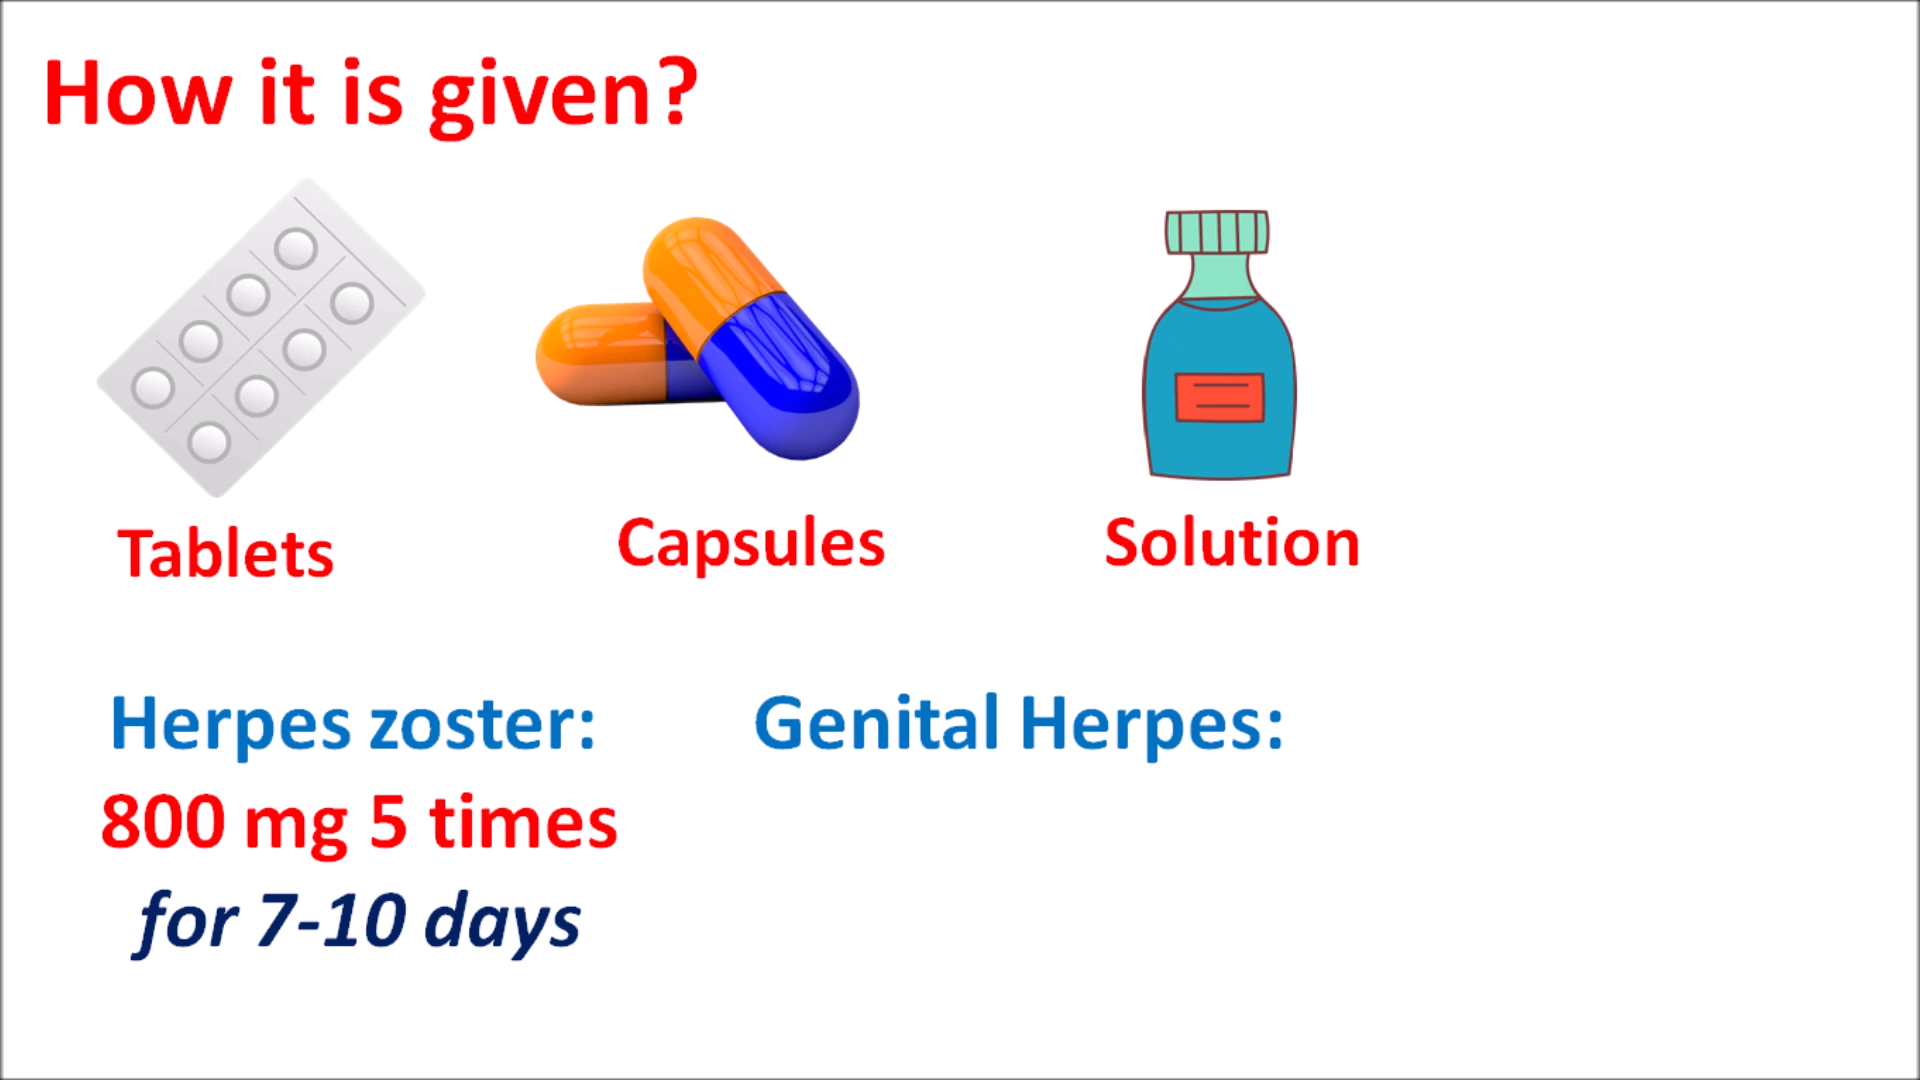 How it is given?
Tablets
Capsules
Solution
Herpes zoster:
800 mg 5 times
for 7-10 days
Genital Herpes: